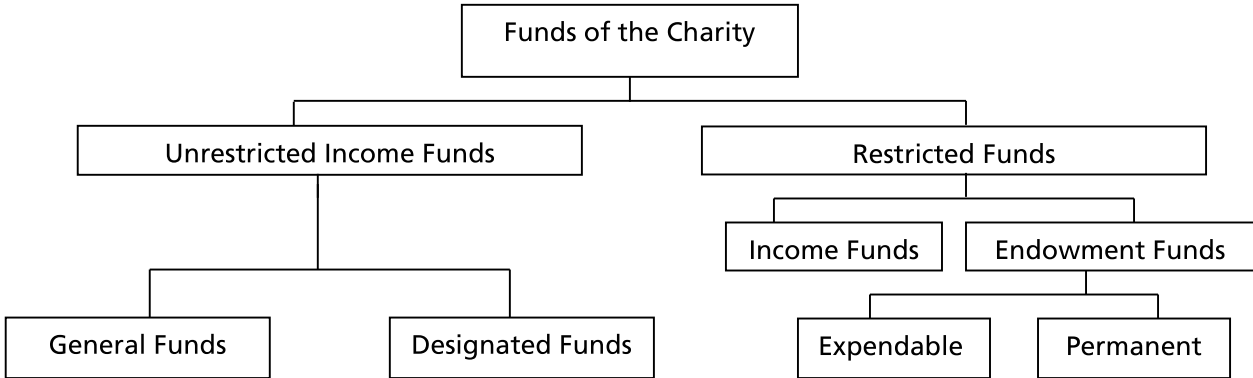 Funds of the Charity
Unrestricted Income Funds
Restricted Funds
Income Funds
Endowment Funds
General Funds
Designated Funds
Expendable
Permanent